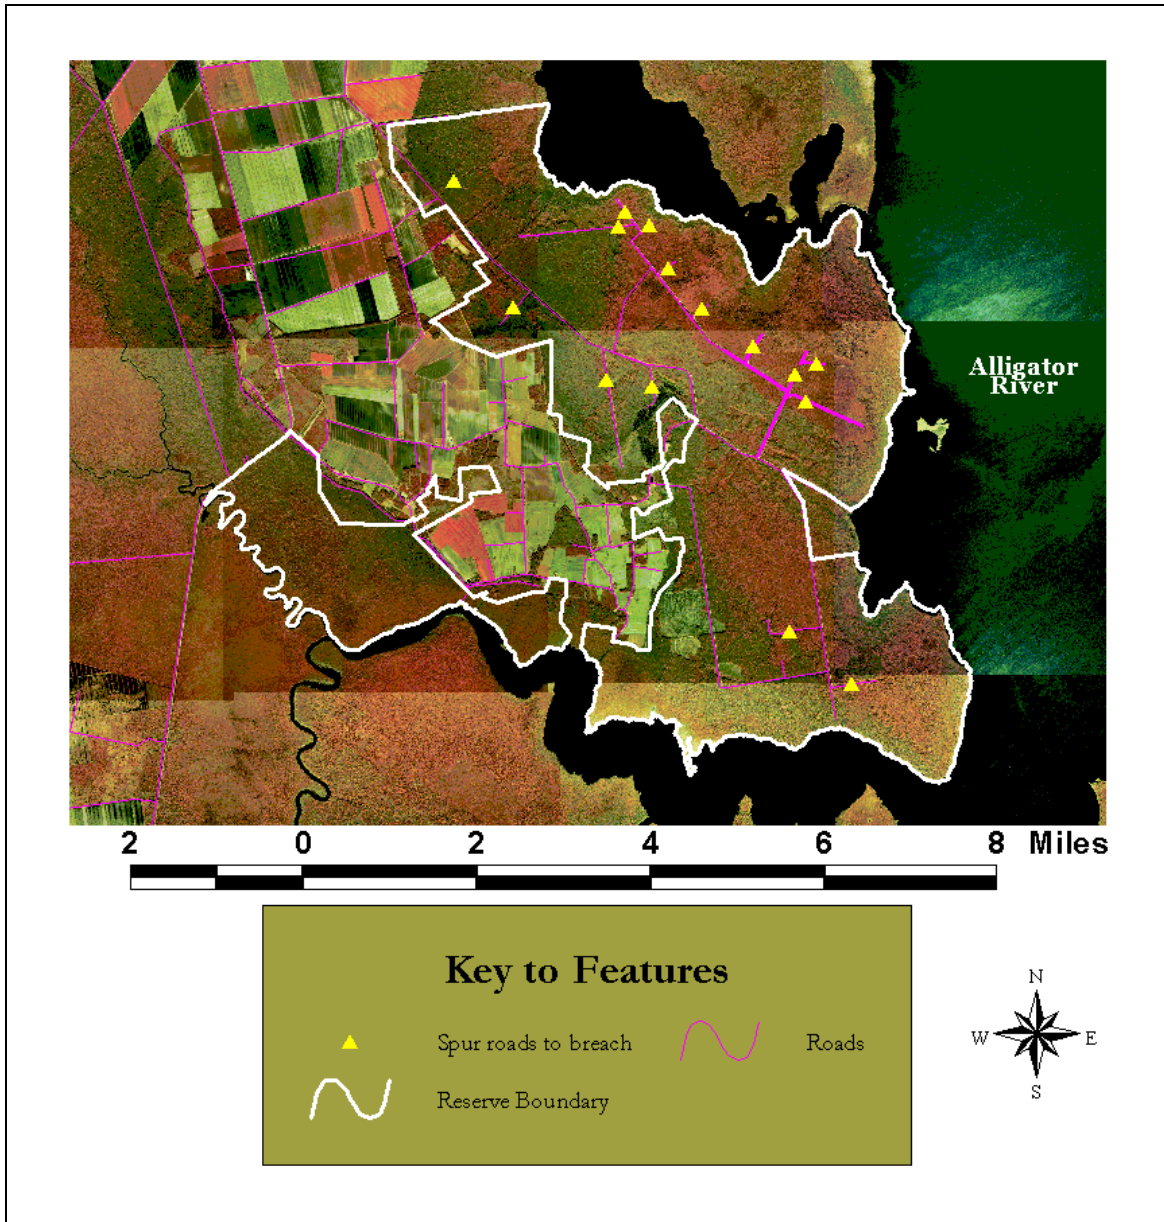 Alligator
River
2 0 2 4 6 8 Miles
Key to Features
Spur roads to breach Roads
Reserve Boundary
N
W E
S